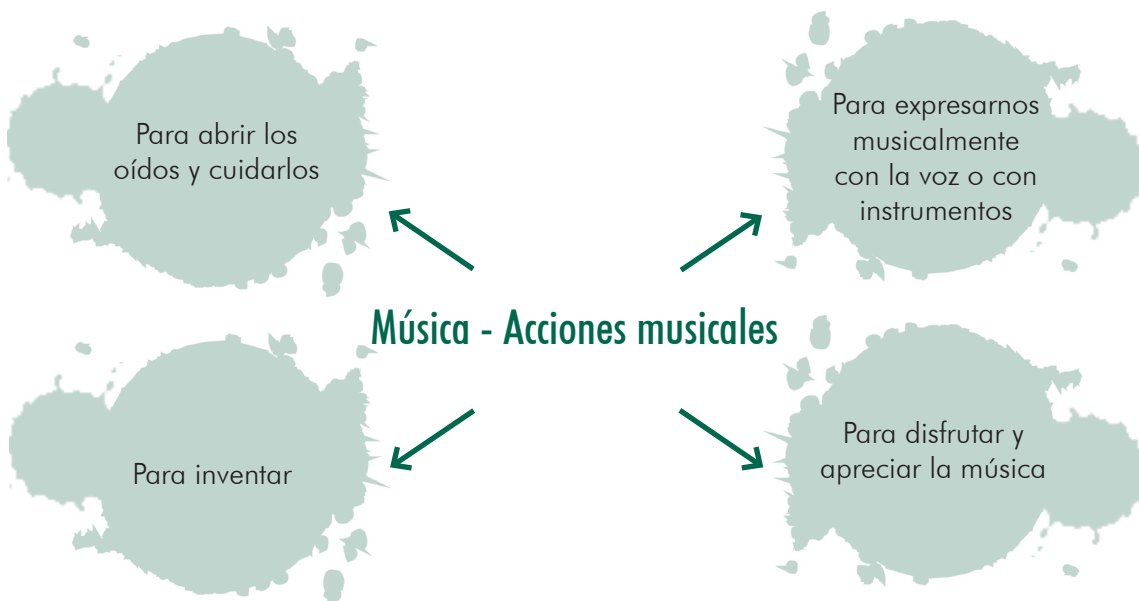 Para abrir los
oídos y cuidarlos
Para expresarnos
musicalmente
con la voz o con
instrumentos
Música - Acciones musicales
Para inventar
Para disfrutar y
apreciar la música